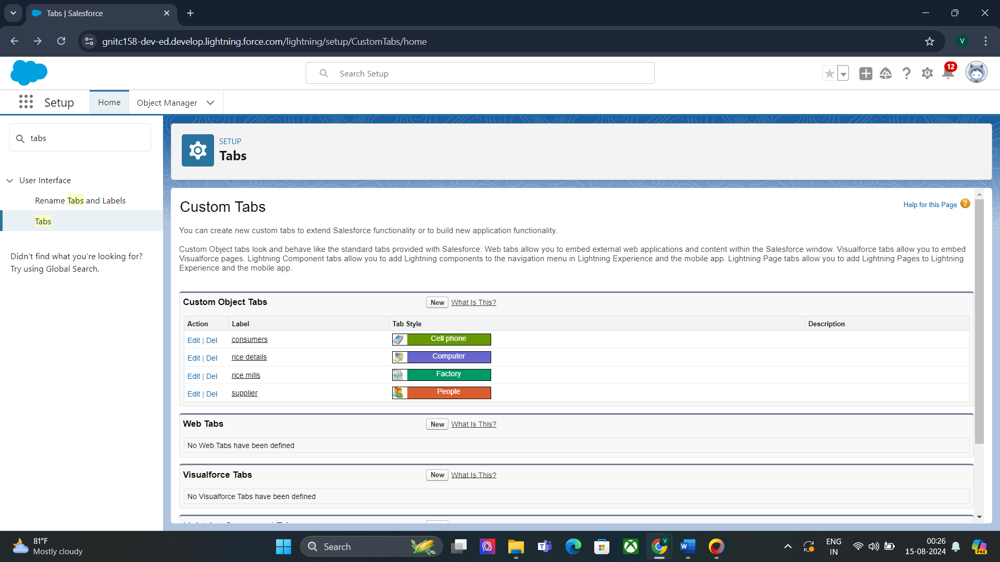 Tabs | Salesforce
gnitc158-dev-ed.develop.lightning.force.com/lightning/setup/CustomTabs/home
V
Search Setup
12
Setup
Home
Object Manager
tabs
User Interface
Rename Tabs and Labels
Tabs
Didn't find what you're looking for?
Try using Global Search.
SETUP
Tabs
Custom Tabs
Help for this Page
You can create new custom tabs to extend Salesforce functionality or to build new application functionality.
Custom Object tabs look and behave like the standard tabs provided with Salesforce. Web tabs allow you to embed external web applications and content within the Salesforce window. Visualforce tabs allow you to embed
Visualforce pages. Lightning Component tabs allow you to add Lightning components to the navigation menu in Lightning Experience and the mobile app. Lightning Page tabs allow you to add Lightning Pages to Lightning
Experience and the mobile app.
Custom Object Tabs New What Is This?
Action Label Tab Style Description
Edit | Del consumers Cell phone
Edit | Del rice details Computer
Edit | Del rice mills Factory
Edit | Del supplier People
Web Tabs New What Is This?
No Web Tabs have been defined
Visualforce Tabs New What Is This?
No Visualforce Tabs have been defined
81°F
Mostly cloudy
Search
ENG
IN
00:26
15-08-2024
PRE